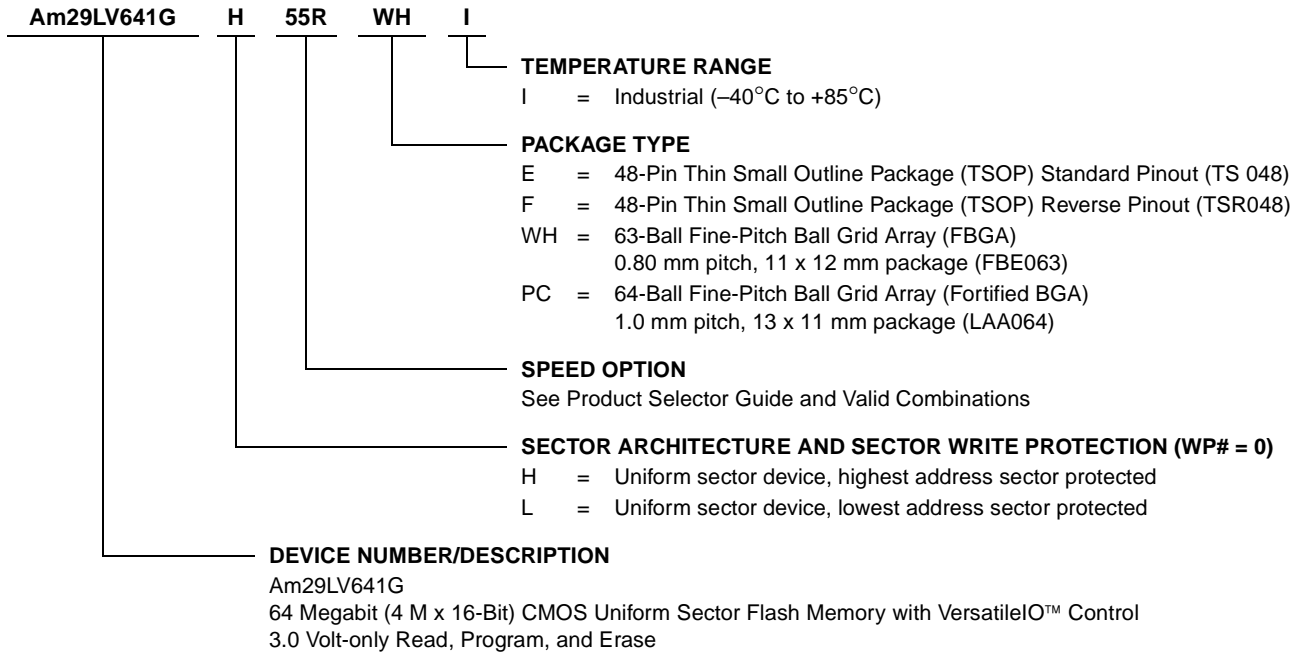 Am29LV641G H 55R WH I
TEMPERATURE RANGE
I = Industrial (–40°C to +85°C)
PACKAGE TYPE
E = 48-Pin Thin Small Outline Package (TSOP) Standard Pinout (TS 048)
F = 48-Pin Thin Small Outline Package (TSOP) Reverse Pinout (TSR048)
WH = 63-Ball Fine-Pitch Ball Grid Array (FBGA)
0.80 mm pitch, 11 x 12 mm package (FBE063)
PC = 64-Ball Fine-Pitch Ball Grid Array (Fortified BGA)
1.0 mm pitch, 13 x 11 mm package (LAA064)
SPEED OPTION
See Product Selector Guide and Valid Combinations
SECTOR ARCHITECTURE AND SECTOR WRITE PROTECTION (WP# = 0)
H = Uniform sector device, highest address sector protected
L = Uniform sector device, lowest address sector protected
DEVICE NUMBER/DESCRIPTION
Am29LV641G
64 Megabit (4 M x 16-Bit) CMOS Uniform Sector Flash Memory with VersatileIO™ Control
3.0 Volt-only Read, Program, and Erase